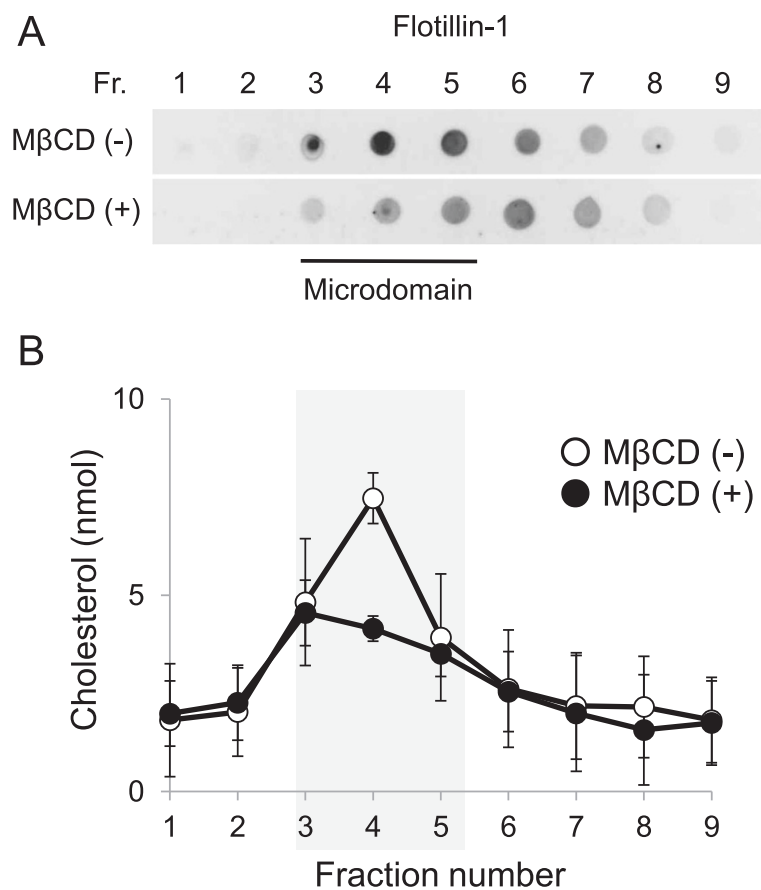 A
Flotillin-1
Fr. 1 2 3 4 5 6 7 8 9
MβCD (-)
MβCD (+)
Microdomain
B
10
5
0
Cholesterol (nmol)
MβCD (-)
MβCD (+)
1 2 3 4 5 6 7 8 9
Fraction number